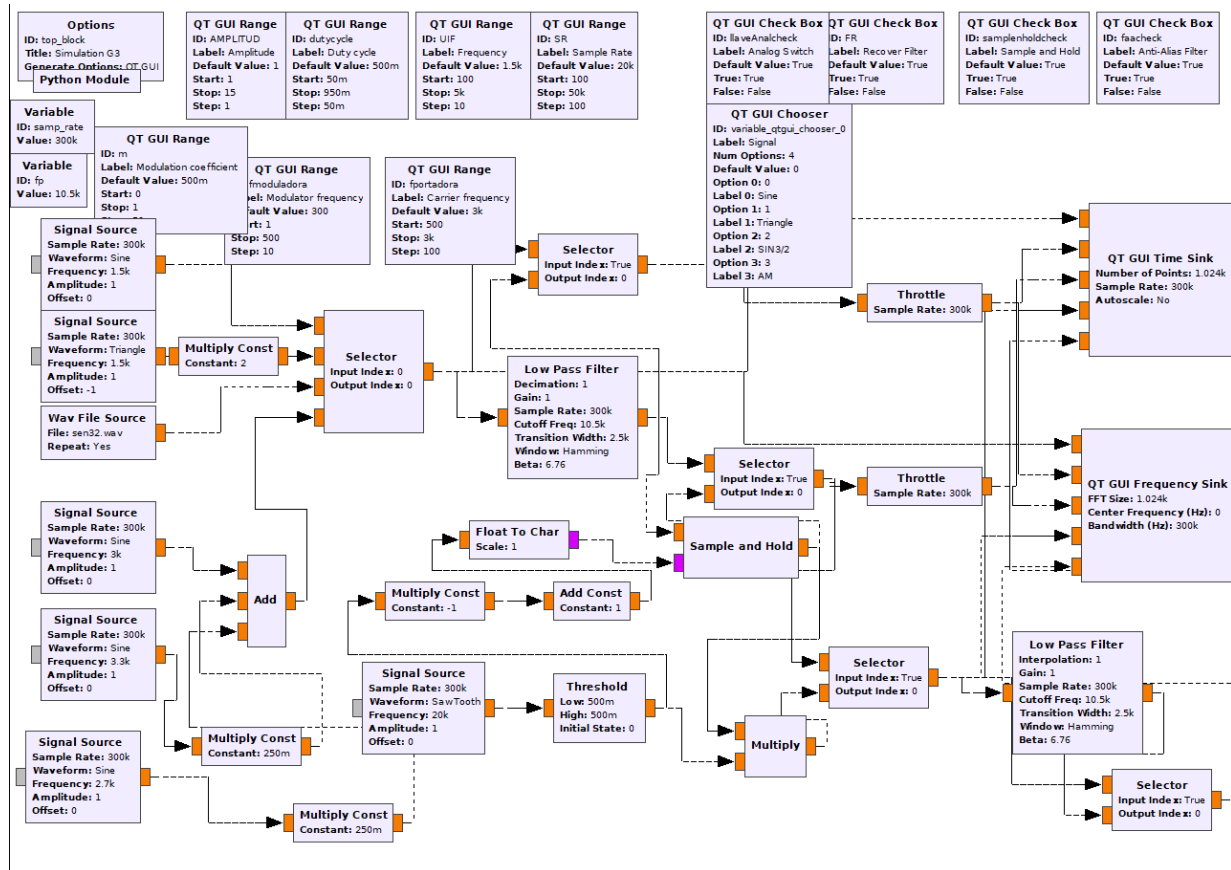 Options
ID: top_block
Title: Simulation G3
Generate Options: QT GUI
Python Module
Variable
ID: samp_rate
Value: 300k
Variable
ID: fp
Value: 10.5k
QT GUI Range
ID: AMPLITUD
Label: Amplitude
Default Value: 1
Start: 1
Stop: 15
Step: 1
QT GUI Range
ID: dutycycle
Label: Duty cycle
Default Value: 500m
Start: 50m
Stop: 950m
Step: 50m
QT GUI Range
ID: UIF
Label: Frequency
Default Value: 1.5k
Start: 100
Stop: 5k
Step: 10
QT GUI Range
ID: SR
Label: Sample Rate
Default Value: 20k
Start: 100
Stop: 50k
Step: 100
QT GUI Check Box
ID: llaveAnalcheck
Label: Analog Switch
Default Value: True
True: True
False: False
QT GUI Check Box
ID: FR
Label: Recover Filter
Default Value: True
True: True
False: False
QT GUI Check Box
ID: samplenholdcheck
Label: Sample and Hold
Default Value: True
True: True
False: False
QT GUI Check Box
ID: faacheck
Label: Anti-Alias Filter
Default Value: True
True: True
False: False
QT GUI Range
ID: m
Label: Modulation coefficient
Default Value: 500m
Start: 0
Stop: 1
QT GUI Range
fmoduladora
Label: Modulator frequency
Default Value: 300
Start: 1
Stop: 500
Step: 10
QT GUI Range
ID: fportadora
Label: Carrier frequency
Default Value: 3k
Start: 500
Stop: 3k
Step: 100
QT GUI Chooser
ID: variable_qtgui_chooser_0
Label: Signal
Num Options: 4
Default Value: 0
Option 0: 0
Label 0: Sine
Option 1: 1
Label 1: Triangle
Option 2: 2
Label 2: SIN3/2
Option 3: 3
Label 3: AM
Signal Source
Sample Rate: 300k
Waveform: Sine
Frequency: 1.5k
Amplitude: 1
Offset: 0
Selector
Input Index: True
Output Index: 0
QT GUI Time Sink
Number of Points: 1.024k
Sample Rate: 300k
Autoscale: No
Throttle
Sample Rate: 300k
Signal Source
Sample Rate: 300k
Waveform: Triangle
Frequency: 1.5k
Amplitude: 1
Offset: -1
Multiply Const
Constant: 2
Selector
Input Index: 0
Output Index: 0
Low Pass Filter
Decimation: 1
Gain: 1
Sample Rate: 300k
Cutoff Freq: 10.5k
Transition Width: 2.5k
Window: Hamming
Beta: 6.76
Wav File Source
File: sen32.wav
Repeat: Yes
Selector
Input Index: True
Output Index: 0
Throttle
Sample Rate: 300k
QT GUI Frequency Sink
FFT Size: 1.024k
Center Frequency (Hz): 0
Bandwidth (Hz): 300k
Signal Source
Sample Rate: 300k
Waveform: Sine
Frequency: 3k
Amplitude: 1
Offset: 0
Float To Char
Scale: 1
Sample and Hold
Add
Multiply Const
Constant: -1
Add Const
Constant: 1
Signal Source
Sample Rate: 300k
Waveform: Sine
Frequency: 3.3k
Amplitude: 1
Offset: 0
Signal Source
Sample Rate: 300k
Waveform: SawTooth
Frequency: 20k
Amplitude: 1
Offset: 0
Threshold
Low: 500m
High: 500m
Initial State: 0
Selector
Input Index: True
Output Index: 0
Low Pass Filter
Interpolation: 1
Gain: 1
Sample Rate: 300k
Cutoff Freq: 10.5k
Transition Width: 2.5k
Window: Hamming
Beta: 6.76
Multiply Const
Constant: 250m
Multiply
Signal Source
Sample Rate: 300k
Waveform: Sine
Frequency: 2.7k
Amplitude: 1
Offset: 0
Multiply Const
Constant: 250m
Selector
Input Index: True
Output Index: 0